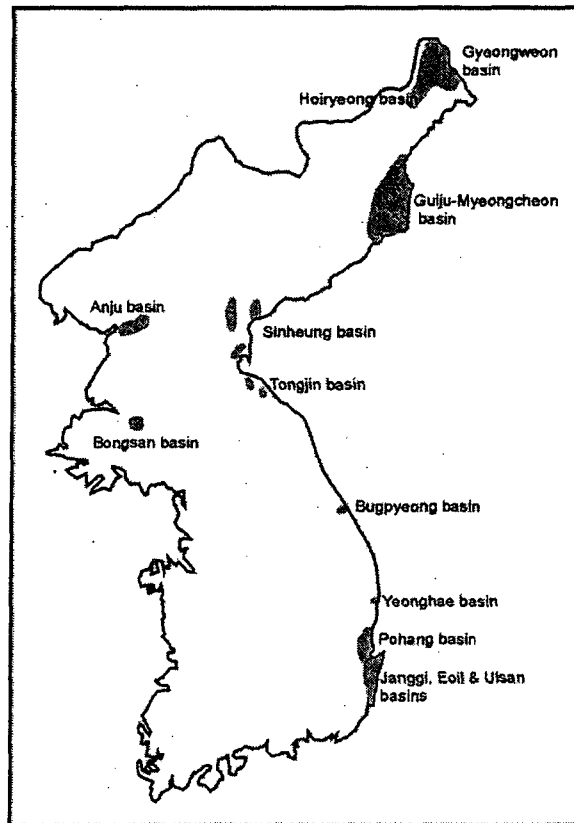 Gyeongweon
basin
Hoiryeong basin
Guiju-Myeongcheon
basin
Anju basin
Sinheung basin
Tongjin basin
Bongsan basin
Bugpyeong basin
Yeonghae basin
Pohang basin
Janggi, Eoil & Ulsan
basins